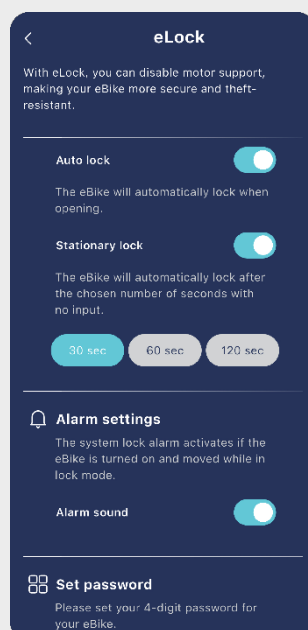 eLock
With eLock, you can disable motor support,
making your eBike more secure and theft-
resistant.
Auto lock
The eBike will automatically lock when
opening.
Stationary lock
The eBike will automatically lock after
the chosen number of seconds with
no input.
30 sec 60 sec 120 sec
Alarm settings
The system lock alarm activates if the
eBike is turned on and moved while in
lock mode.
Alarm sound
Set password
Please set your 4-digit password for
your eBike.